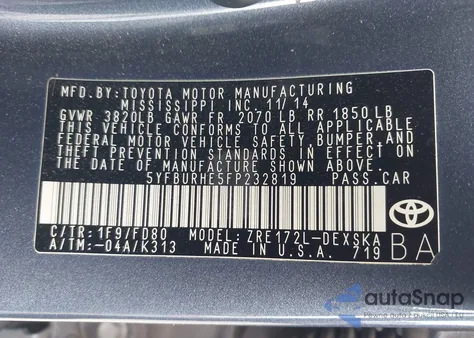 MFD.BY:TOYOTA MOTOR MANUFACTURING
MISSISSIPPI INC. 11/14
GVWR 3820LB GAWR FR 2070 LB RR 1850LB
THIS VEHICLE CONFORMS TO ALL APPLICABLE
FEDERAL MOTOR VEHICLE SAFETY, BUMPER, AND
THEFT PREVENTION STANDARDS IN EFFECT ON THE
DATE OF MANUFACTURE SHOWN ABOVE.
5YFBURHE5FP232819 PASS.CAR
C/TR:1F9/FD80 MODEL:ZRE172L-DEXSKA
A/TM:-04A/K313 MADE IN U.S.A. 719
TOYOTA
BA
autoSnap